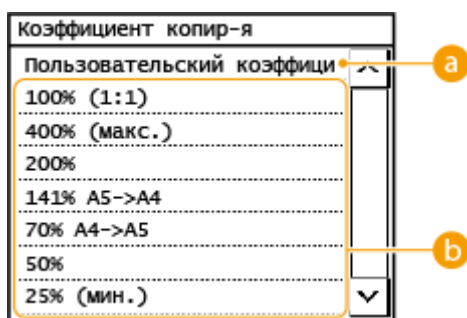 Коэффициент копир-я
Пользовательский коэффици
a
100% (1:1)
400% (макс.)
200%
141% A5->A4
70% A4->A5
b
50%
25% (мин.)